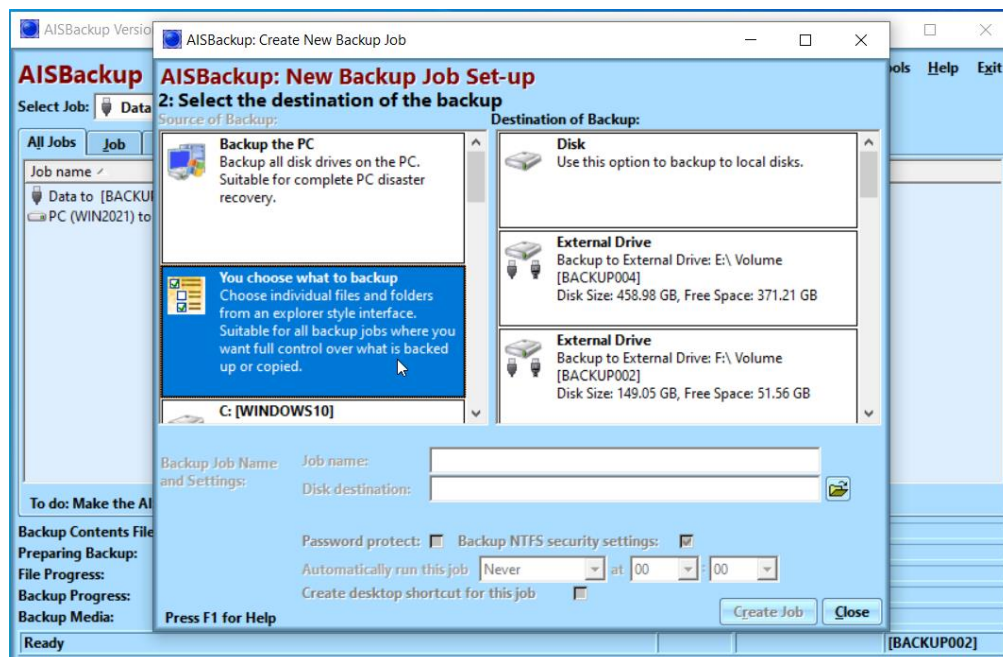 AISBackup Versio
AISBackup: Create New Backup Job
AISBackup
AISBackup: New Backup Job Set-up
ools Help Exit
Select Job: Data
2: Select the destination of the backup
Source of Backup:
Destination of Backup:
All Jobs Job
Job name
Data to [BACKUP
PC (WIN2021) to
Backup the PC
Backup all disk drives on the PC.
Suitable for complete PC disaster
recovery.
You choose what to backup
Choose individual files and folders
from an explorer style interface.
Suitable for all backup jobs where you
want full control over what is backed
up or copied.
C: [WINDOWS10]
Disk
Use this option to backup to local disks.
External Drive
Backup to External Drive: E:\ Volume
[BACKUP004]
Disk Size: 458.98 GB, Free Space: 371.21 GB
External Drive
Backup to External Drive: F:\ Volume
[BACKUP002]
Disk Size: 149.05 GB, Free Space: 51.56 GB
Backup Job Name
and Settings:
Job name:
Disk destination:
Password protect: Backup NTFS security settings:
Automatically run this job Never at 00 : 00
Create desktop shortcut for this job
Press F1 for Help
Create Job Close
To do: Make the AI
Backup Contents File
Preparing Backup:
File Progress:
Backup Progress:
Backup Media:
Ready
[BACKUP002]